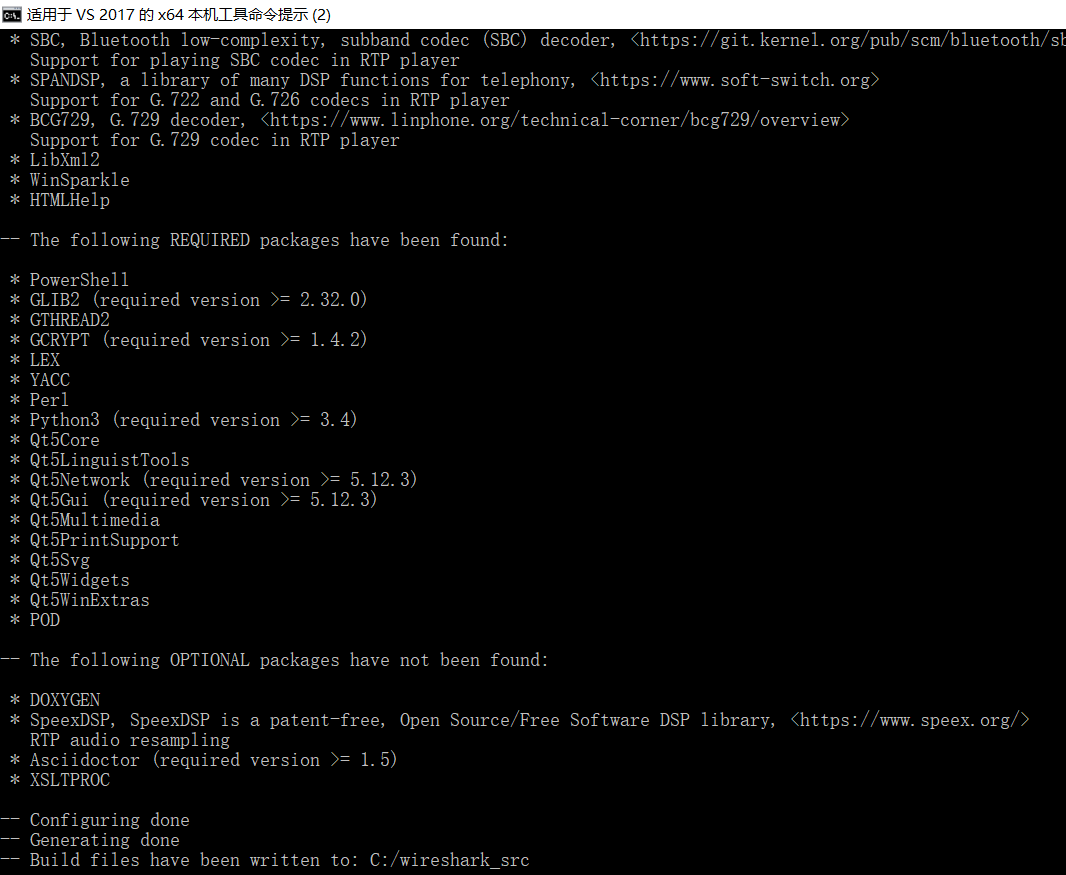 适用于 VS 2017 的 x64 本机工具命令提示 (2)
* SBC, Bluetooth low-complexity, subband codec (SBC) decoder, <https://git.kernel.org/pub/scm/bluetooth/sb
Support for playing SBC codec in RTP player
* SPANDSP, a library of many DSP functions for telephony, <https://www.soft-switch.org>
Support for G.722 and G.726 codecs in RTP player
* BCG729, G.729 decoder, <https://www.linphone.org/technical-corner/bcg729/overview>
Support for G.729 codec in RTP player
* LibXml2
* WinSparkle
* HTMLHelp
-- The following REQUIRED packages have been found:
* PowerShell
* GLIB2 (required version >= 2.32.0)
* GTHREAD2
* GCRYPT (required version >= 1.4.2)
* LEX
* YACC
* Perl
* Python3 (required version >= 3.4)
* Qt5Core
* Qt5LinguistTools
* Qt5Network (required version >= 5.12.3)
* Qt5Gui (required version >= 5.12.3)
* Qt5Multimedia
* Qt5PrintSupport
* Qt5Svg
* Qt5Widgets
* Qt5WinExtras
* POD
-- The following OPTIONAL packages have not been found:
* DOXYGEN
* SpeexDSP, SpeexDSP is a patent-free, Open Source/Free Software DSP library, <https://www.speex.org/>
RTP audio resampling
* Asciidoctor (required version >= 1.5)
* XSLTPROC
-- Configuring done
-- Generating done
-- Build files have been written to: C:/wireshark_src